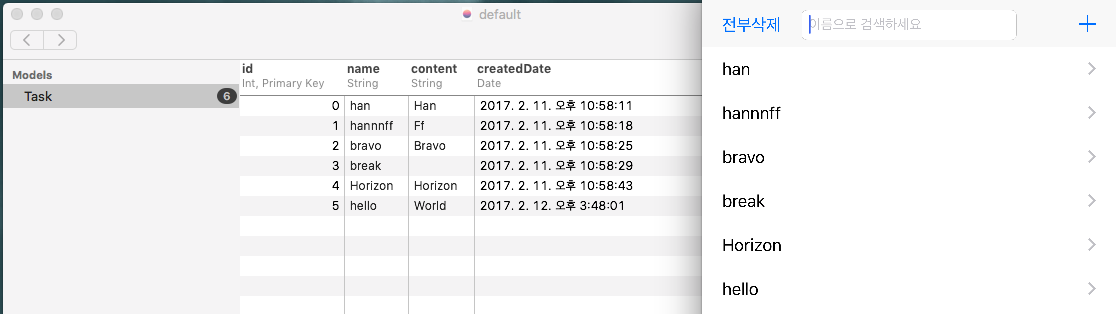 default
Models
Task 6
id name content createdDate
Int, Primary Key String String Date
0 han Han 2017. 2. 11. 오후 10:58:11
1 hannnff Ff 2017. 2. 11. 오후 10:58:18
2 bravo Bravo 2017. 2. 11. 오후 10:58:25
3 break 2017. 2. 11. 오후 10:58:29
4 Horizon Horizon 2017. 2. 11. 오후 10:58:43
5 hello World 2017. 2. 12. 오후 3:48:01
전부삭제 이름으로 검색하세요
han
hannnff
bravo
break
Horizon
hello